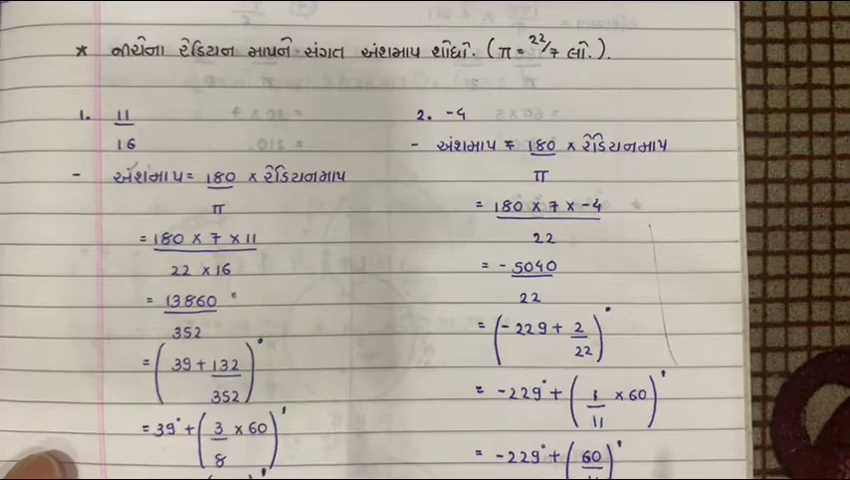 * નીચેના રેડિયન માપને સંગત અંશમાપ શોધો. (π = 22/7 લો.).
1. 11/16
- અંશમાપ = 180/π × રેડિયનમાપ
= 180 × 7 × 11 / 22 × 16
= 13860 / 352
= (39 + 132/352)°
= 39° + (3/8 × 60)'
2. -4
- અંશમાપ = 180/π × રેડિયનમાપ
= 180 × 7 × -4 / 22
= -5040 / 22
= (-229 + 2/22)°
= -229° + (1/11 × 60)'
= -229° + (60/11)'